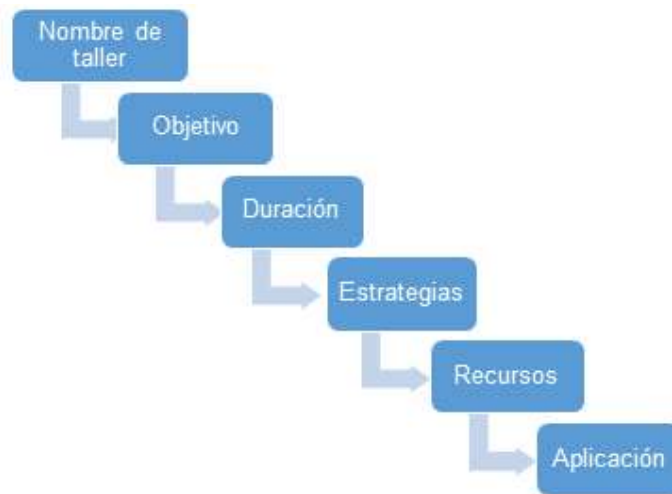 Nombre de
taller
Objetivo
Duración
Estrategias
Recursos
Aplicación